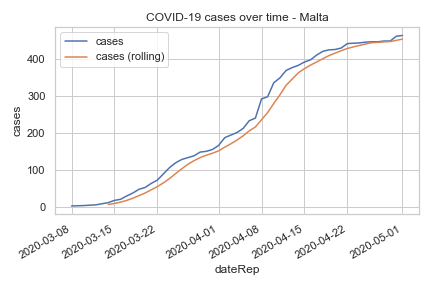 COVID-19 cases over time - Malta
cases
cases (rolling)
400
300
200
100
0
cases
2020-03-08
2020-03-15
2020-03-22
2020-04-01
2020-04-08
2020-04-15
2020-04-22
2020-05-01
dateRep